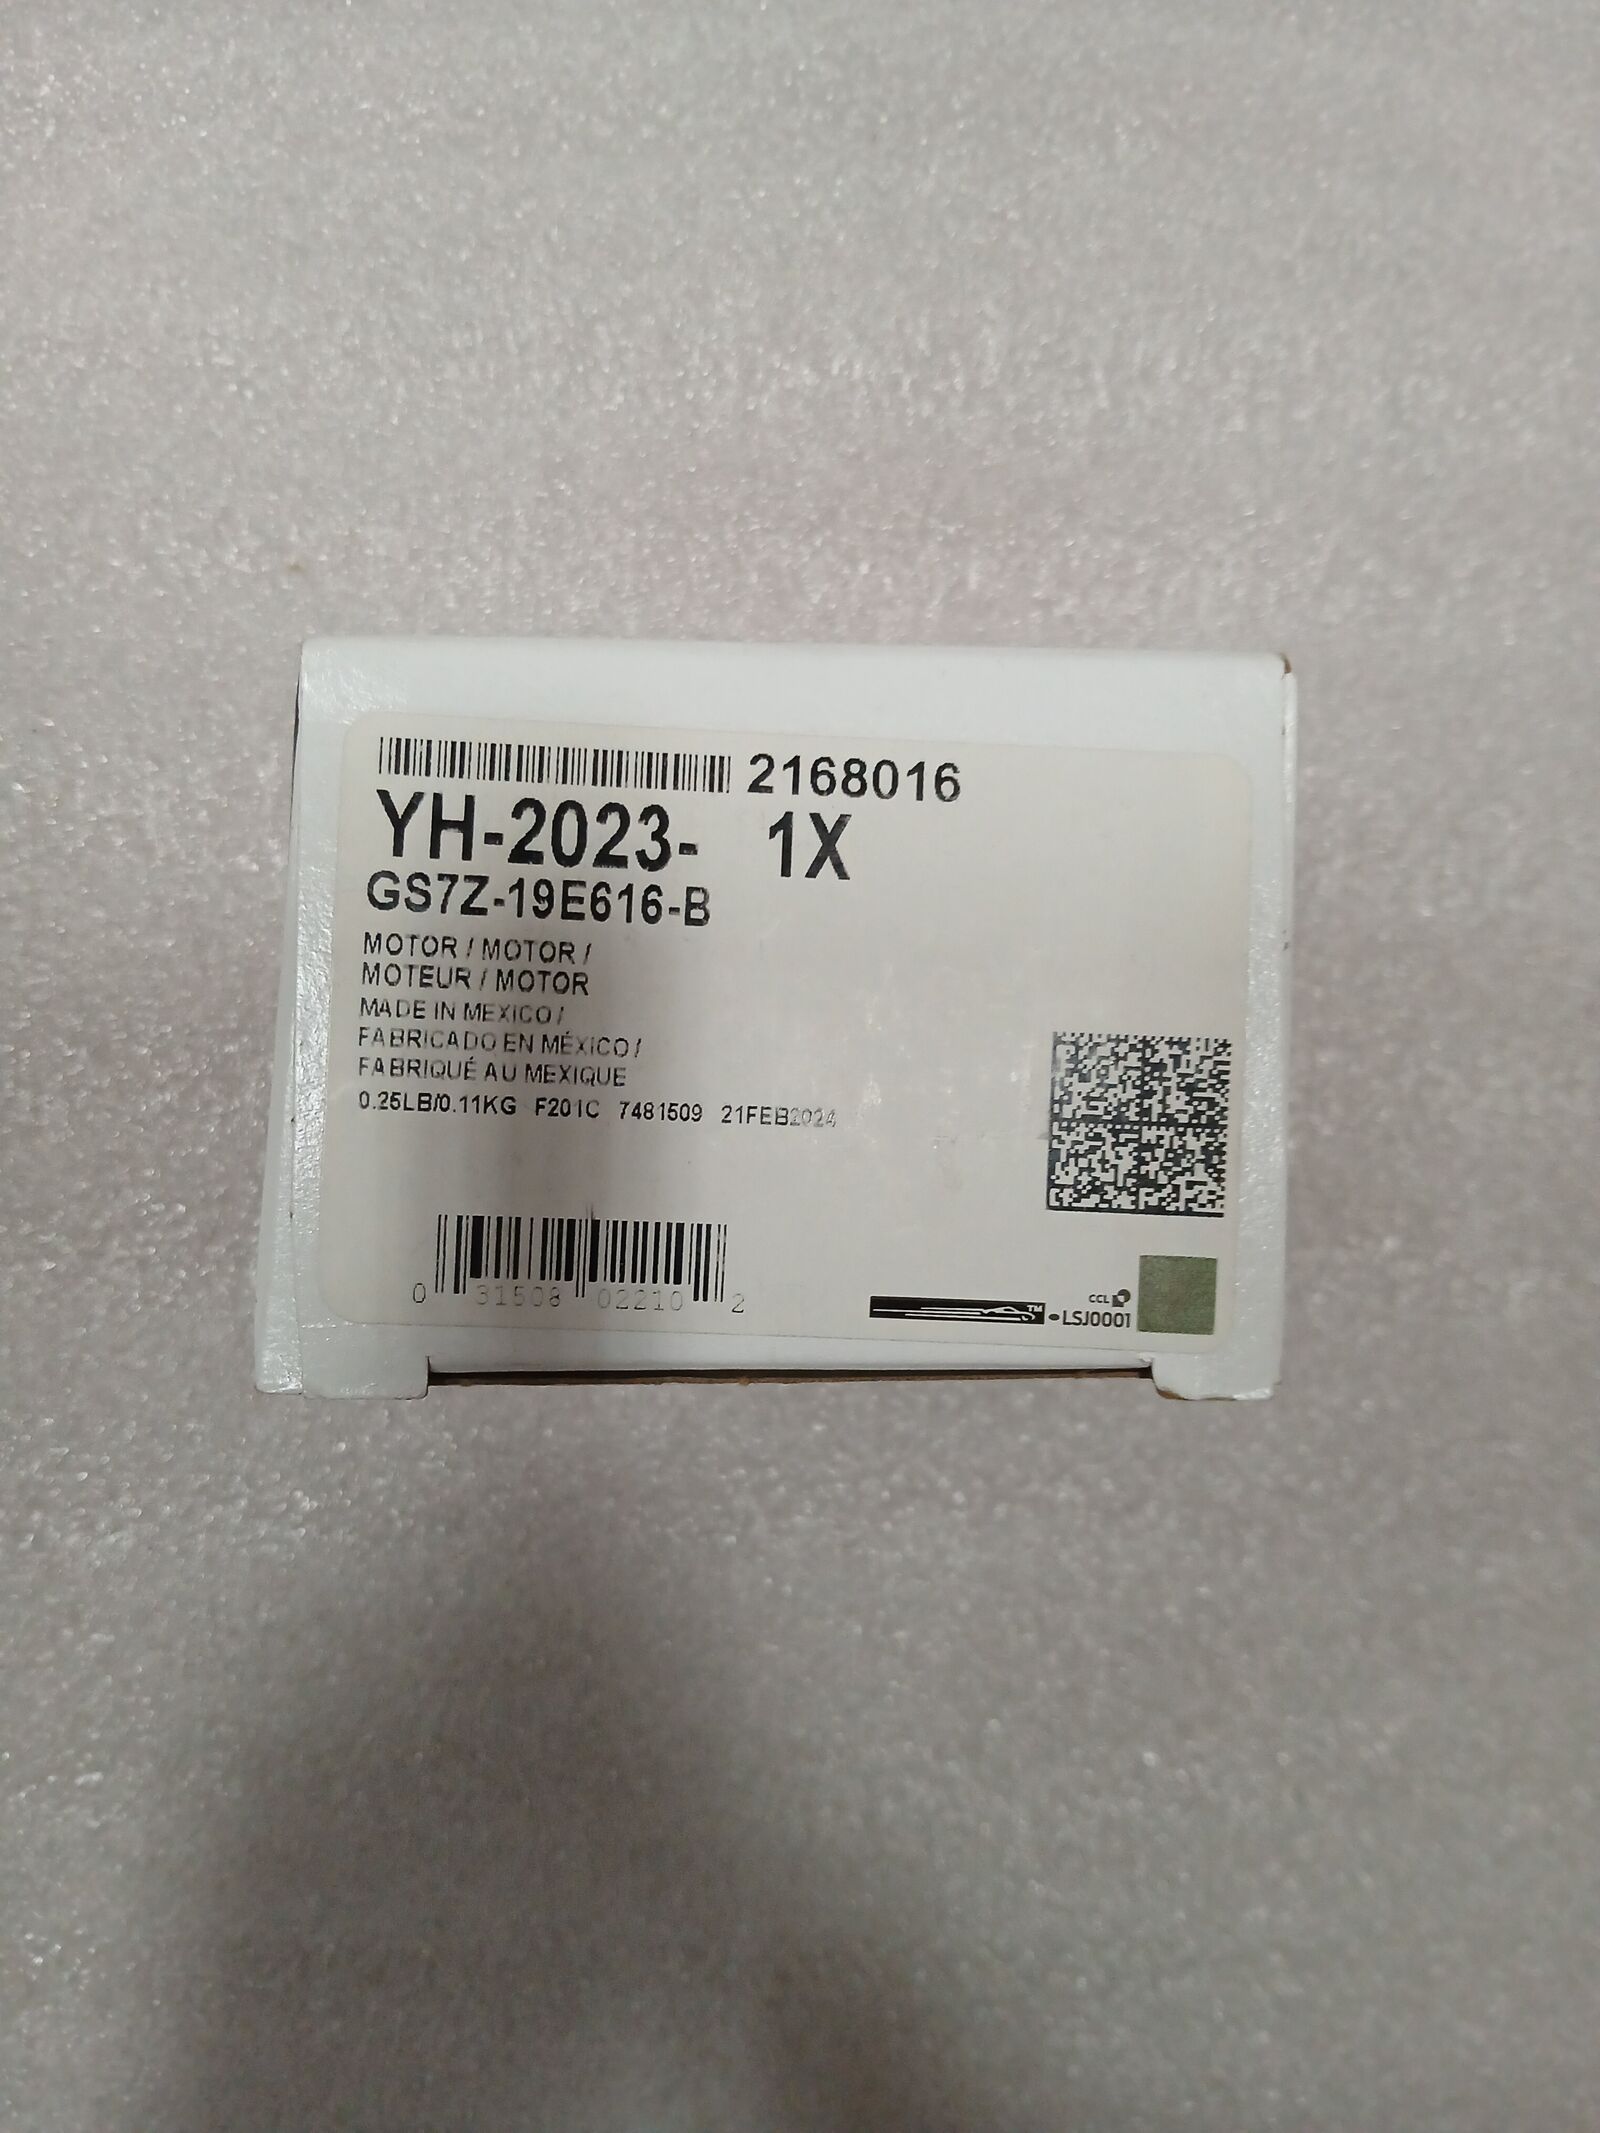 2168016
YH-2023- 1X
GS7Z-19E616-B
MOTOR / MOTOR /
MOTEUR / MOTOR
MADE IN MEXICO /
FABRICADO EN MÉXICO /
FABRIQUÉ AU MEXIQUE
0.25LB/0.11KG F201C 7481509 21FEB2024
0 31508 02210 2
CCL
TM
LSJ0001